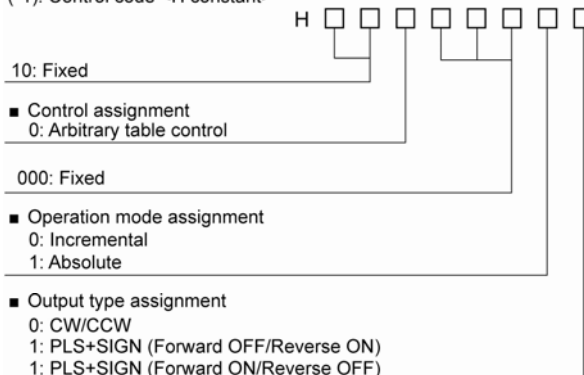 (*1): Control code <H constant>
H
10: Fixed
■ Control assignment
0: Arbitrary table control
000: Fixed
■ Operation mode assignment
0: Incremental
1: Absolute
■ Output type assignment
0: CW/CCW
1: PLS+SIGN (Forward OFF/Reverse ON)
1: PLS+SIGN (Forward ON/Reverse OFF)